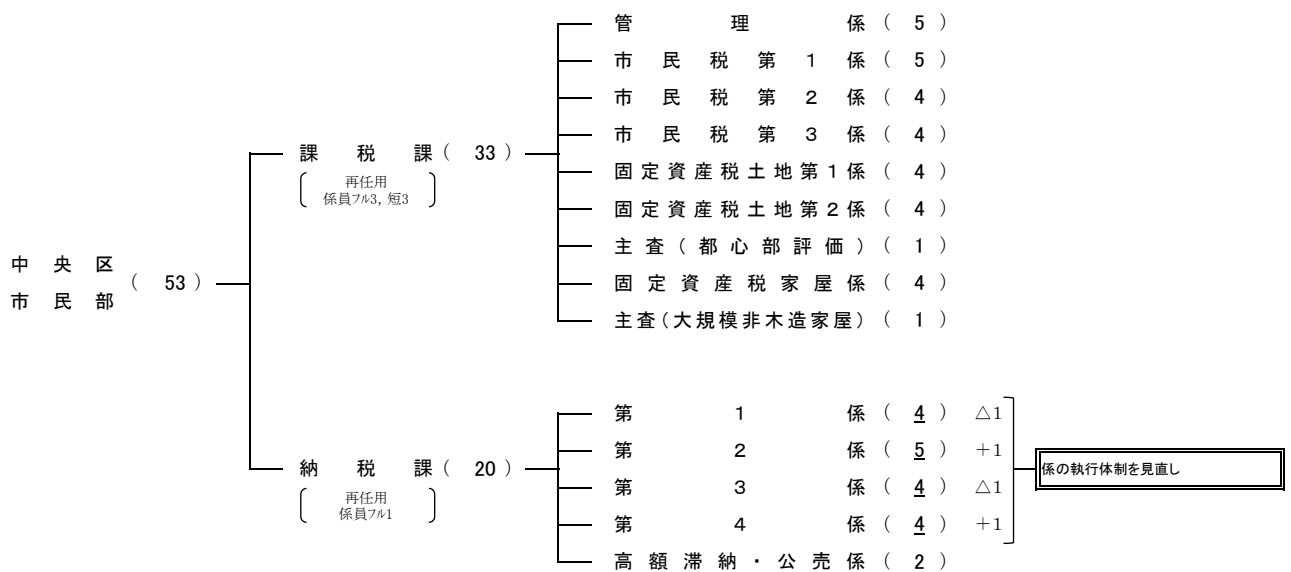 中央区
市民部 ( 53 )
課税課 ( 33 )
再任用
係員フル3, 短3
管理係 ( 5 )
市民税第1係 ( 5 )
市民税第2係 ( 4 )
市民税第3係 ( 4 )
固定資産税土地第1係 ( 4 )
固定資産税土地第2係 ( 4 )
主査(都心部評価) ( 1 )
固定資産税家屋係 ( 4 )
主査(大規模非木造家屋) ( 1 )
納税課 ( 20 )
再任用
係員フル1
第1係 ( 4 ) △1
第2係 ( 5 ) +1
第3係 ( 4 ) △1
第4係 ( 4 ) +1
高額滞納・公売係 ( 2 )
係の執行体制を見直し